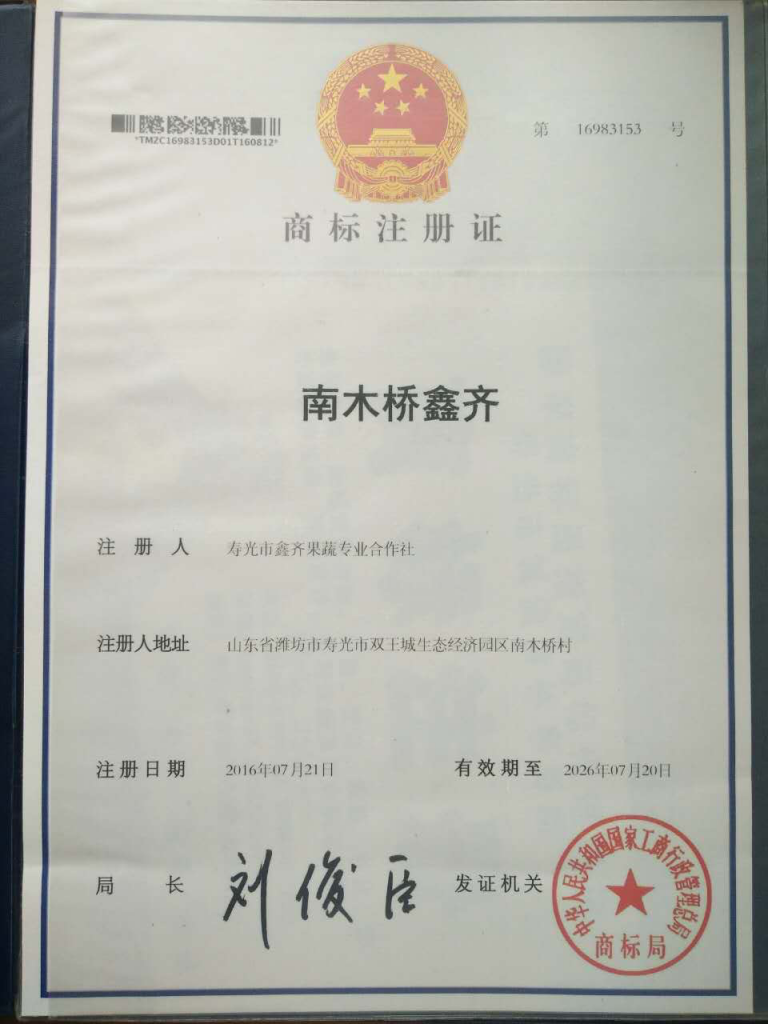 *TMZC16983153D01T160812*
第 16983153 号
商标注册证
南木桥鑫齐
注册人 寿光市鑫齐果蔬专业合作社
注册人地址 山东省潍坊市寿光市双王城生态经济园区南木桥村
注册日期 2016年07月21日 有效期至 2026年07月20日
局长 刘俊臣 发证机关
中华人民共和国国家工商行政管理总局
商标局